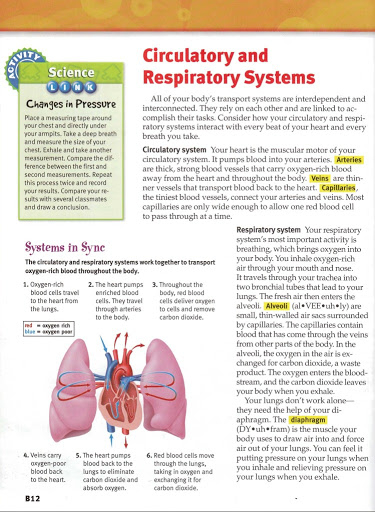 ACTIVITY
Science
LINK
Changes in Pressure
Place a measuring tape around
your chest and directly under
your armpits. Take a deep breath
and measure the size of your
chest. Exhale and take another
measurement. Compare the dif-
ference between the first and
second measurements. Repeat
this process twice and record
your results. Compare your re-
sults with several classmates
and draw a conclusion.
Circulatory and
Respiratory Systems
All of your body's transport systems are interdependent and
interconnected. They rely on each other and are linked to ac-
complish their tasks. Consider how your circulatory and respi-
ratory systems interact with every beat of your heart and every
breath you take.
Circulatory system Your heart is the muscular motor of your
circulatory system. It pumps blood into your arteries. Arteries
are thick, strong blood vessels that carry oxygen-rich blood
away from the heart and throughout the body. Veins are thin-
ner vessels that transport blood back to the heart. Capillaries,
the tiniest blood vessels, connect your arteries and veins. Most
capillaries are only wide enough to allow one red blood cell
to pass through at a time.
Systems in Sync
The circulatory and respiratory systems work together to transport
oxygen-rich blood throughout the body.
1. Oxygen-rich
blood cells travel
to the heart from
the lungs.
2. The heart pumps
enriched blood
cells. They travel
through arteries
to the body.
3. Throughout the
body, red blood
cells deliver oxygen
to cells and remove
carbon dioxide.
red = oxygen rich
blue = oxygen poor
4. Veins carry
oxygen-poor
blood back
to the heart.
5. The heart pumps
blood back to the
lungs to eliminate
carbon dioxide and
absorb oxygen.
6. Red blood cells move
through the lungs,
taking in oxygen and
exchanging it for
carbon dioxide.
Respiratory system Your respiratory
system's most important activity is
breathing, which brings oxygen into
your body. You inhale oxygen-rich
air through your mouth and nose.
It travels through your trachea into
two bronchial tubes that lead to your
lungs. The fresh air then enters the
alveoli. Alveoli (al•VEE•uh•ly) are
small, thin-walled air sacs surrounded
by capillaries. The capillaries contain
blood that has come through the veins
from other parts of the body. In the
alveoli, the oxygen in the air is ex-
changed for carbon dioxide, a waste
product. The oxygen enters the blood-
stream, and the carbon dioxide leaves
your body when you exhale.
Your lungs don't work alone—
they need the help of your di-
aphragm. The diaphragm
(DY•uh•fram) is the muscle your
body uses to draw air into and force
air out of your lungs. You can feel it
putting pressure on your lungs when
you inhale and relieving pressure on
your lungs when you exhale.
B12